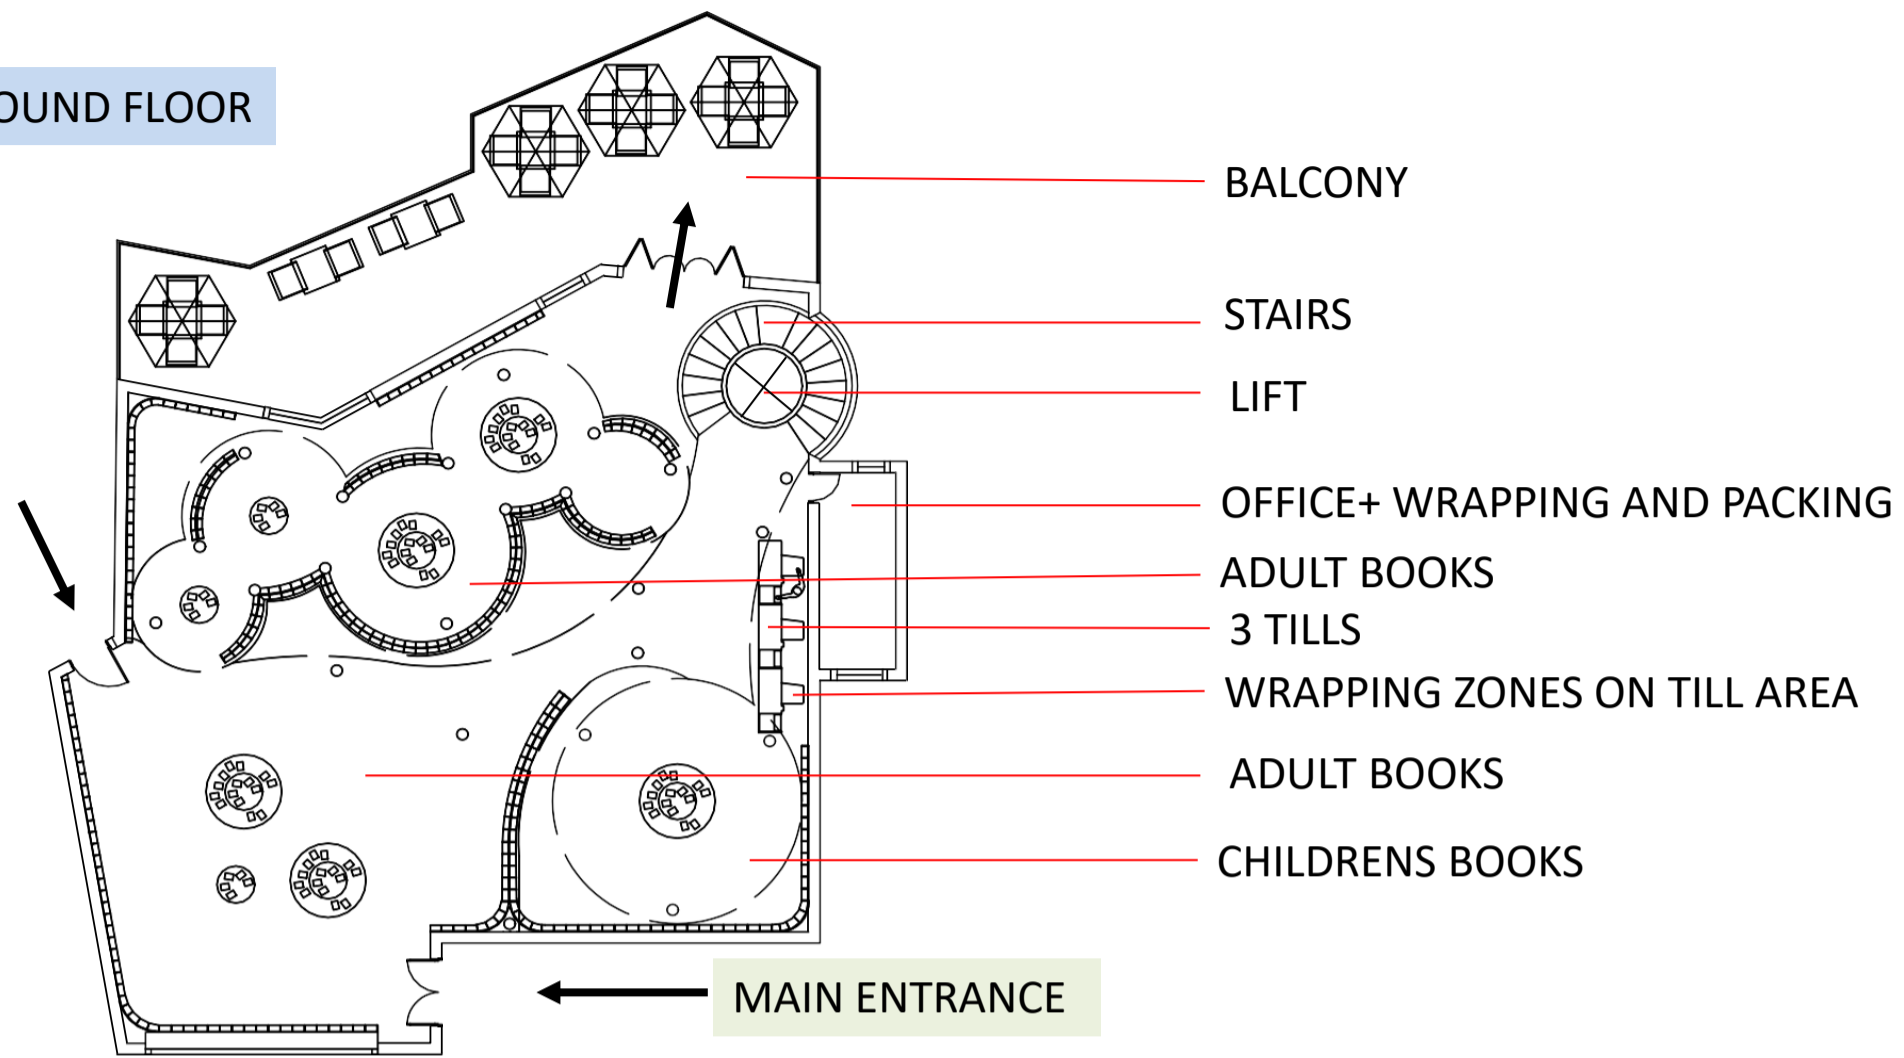 OUND FLOOR
BALCONY
STAIRS
LIFT
OFFICE+ WRAPPING AND PACKING
ADULT BOOKS
3 TILLS
WRAPPING ZONES ON TILL AREA
ADULT BOOKS
CHILDRENS BOOKS
MAIN ENTRANCE